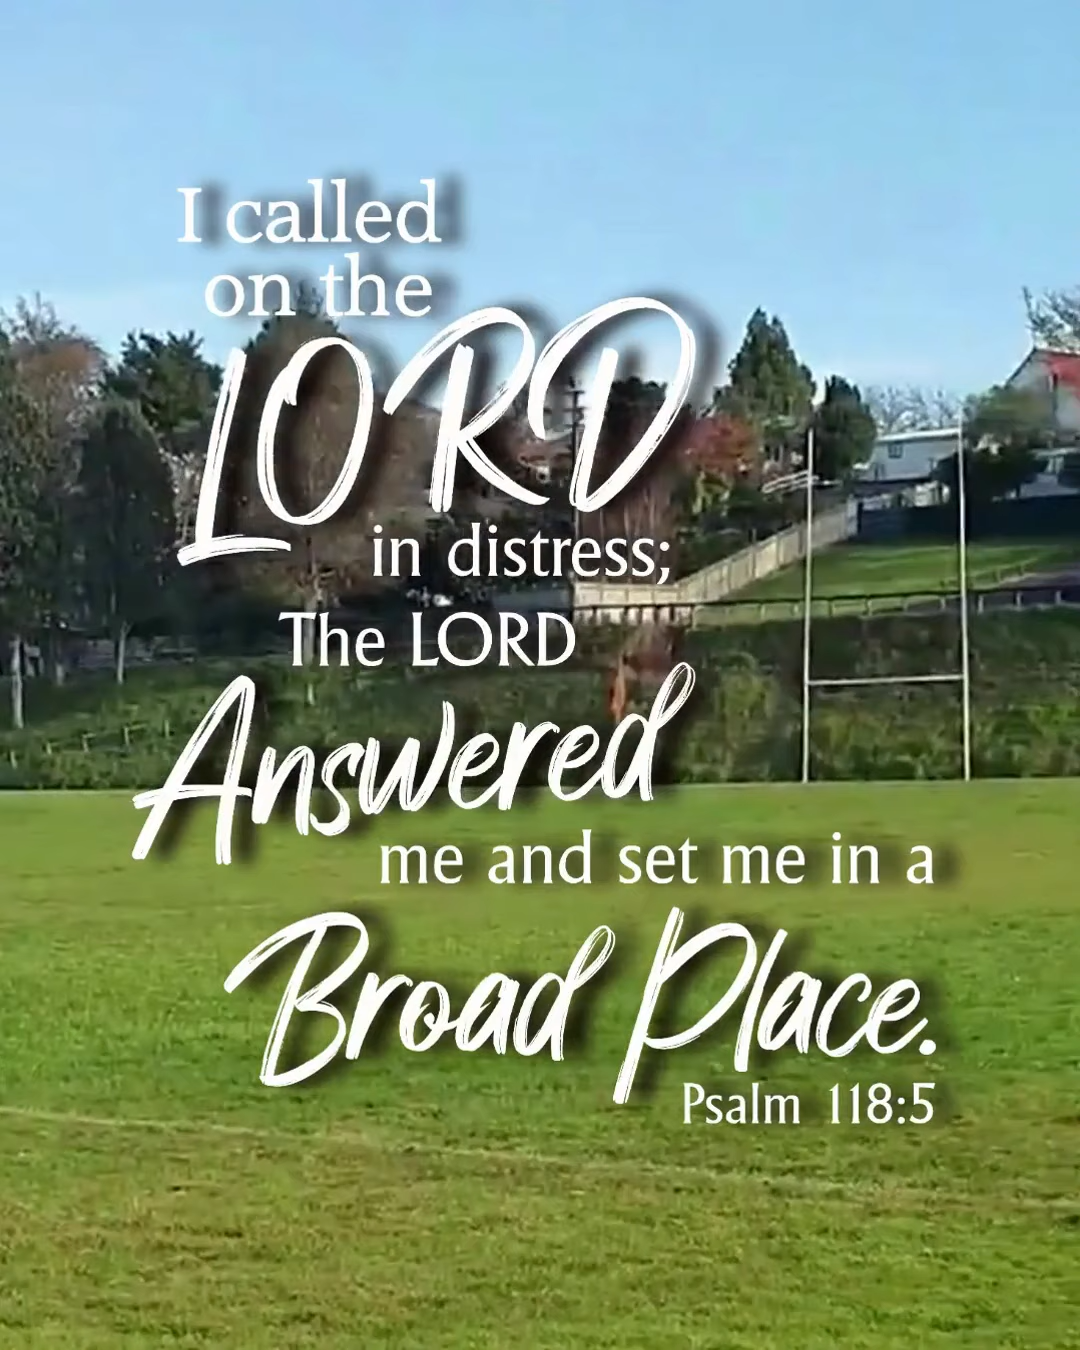 I called
on the
LORD
in distress;
The LORD
Answered
me and set me in a
Broad Place.
Psalm 118:5